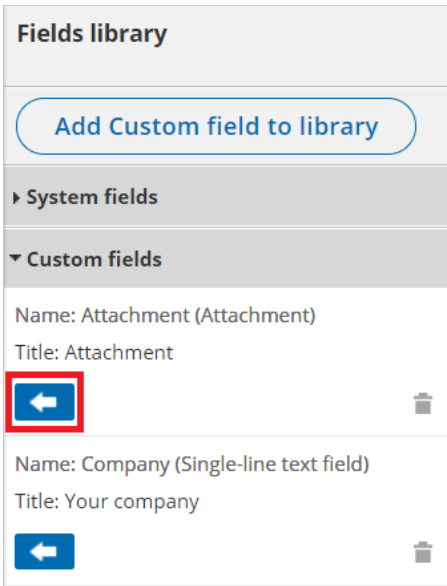 Fields library
Add Custom field to library
System fields
Custom fields
Name: Attachment (Attachment)
Title: Attachment
Name: Company (Single-line text field)
Title: Your company